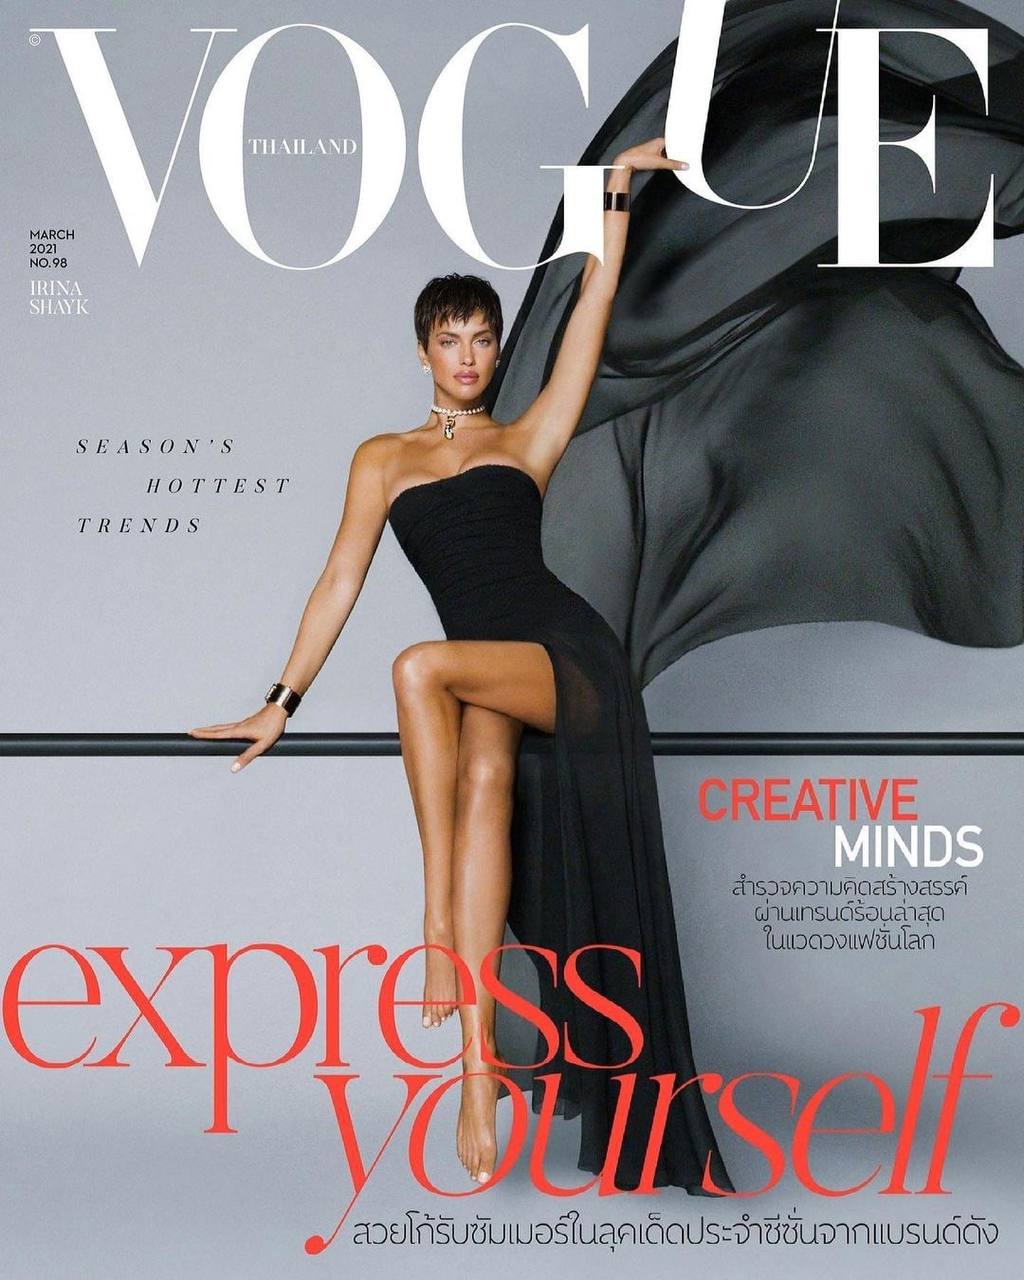 ©
VOGUE
THAILAND
MARCH
2021
NO.98
IRINA
SHAYK
SEASON'S
HOTTEST
TRENDS
CREATIVE
MINDS
สำรวจความคิดสร้างสรรค์
ผ่านเทรนด์ร้อนล่าสุด
ในแวดวงแฟชั่นโลก
express
yourself
สวยโก้รับซัมเมอร์ในลุคเด็ดประจำซีซั่นจากแบรนด์ดัง